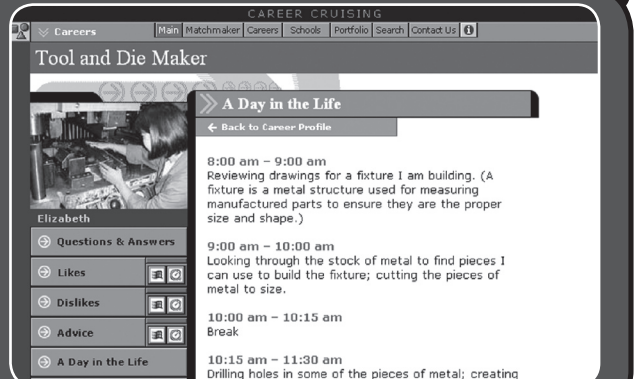 CAREER CRUISING
Careers
Main Matchmaker Careers Schools Portfolio Search Contact Us
Tool and Die Maker
A Day in the Life
← Back to Career Profile
Elizabeth
Questions & Answers
Likes
Dislikes
Advice
A Day in the Life
8:00 am – 9:00 am
Reviewing drawings for a fixture I am building. (A
fixture is a metal structure used for measuring
manufactured parts to ensure they are the proper
size and shape.)
9:00 am – 10:00 am
Looking through the stock of metal to find pieces I
can use to build the fixture; cutting the pieces of
metal to size.
10:00 am – 10:15 am
Break
10:15 am – 11:30 am
Drilling holes in some of the pieces of metal; creating